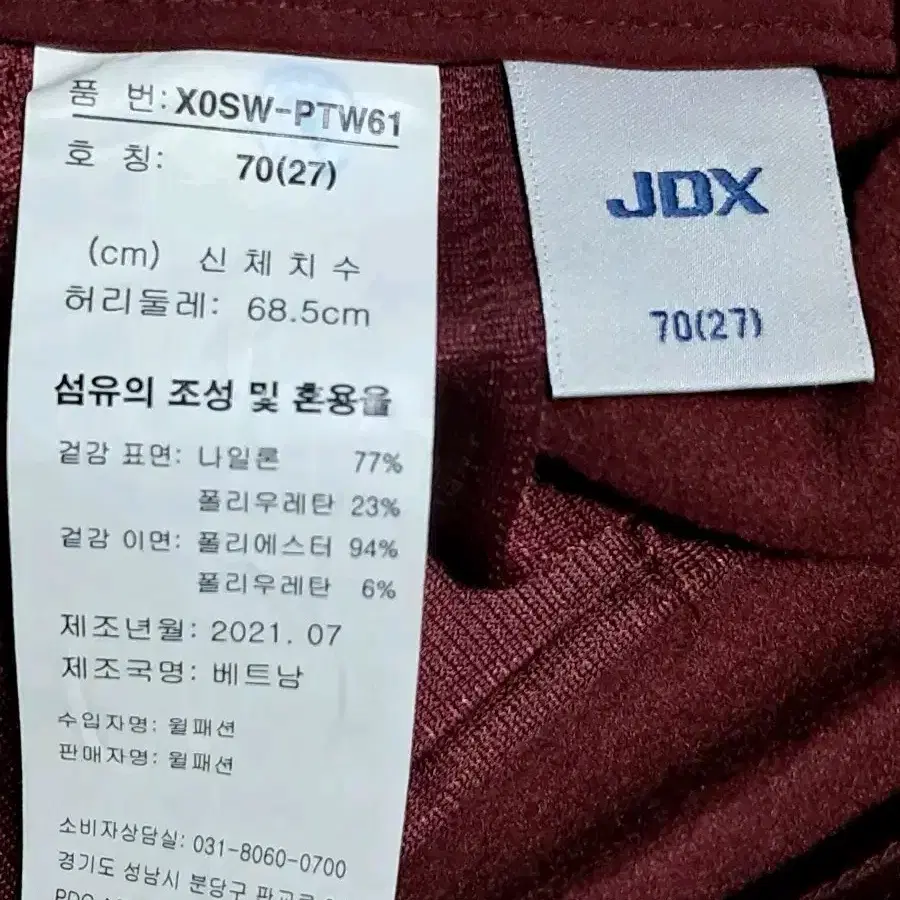 품 번: X0SW-PTW61
호 칭: 70(27)
(cm) 신 체 치 수
허리둘레: 68.5cm
섬유의 조성 및 혼용율
겉감 표면: 나일론 77%
폴리우레탄 23%
겉감 이면: 폴리에스터 94%
폴리우레탄 6%
제조년월: 2021. 07
제조국명: 베트남
수입자명: 월패션
판매자명: 월패션
소비자상담실: 031-8060-0700
경기도 성남시 분당구 판교로
JDX
70(27)